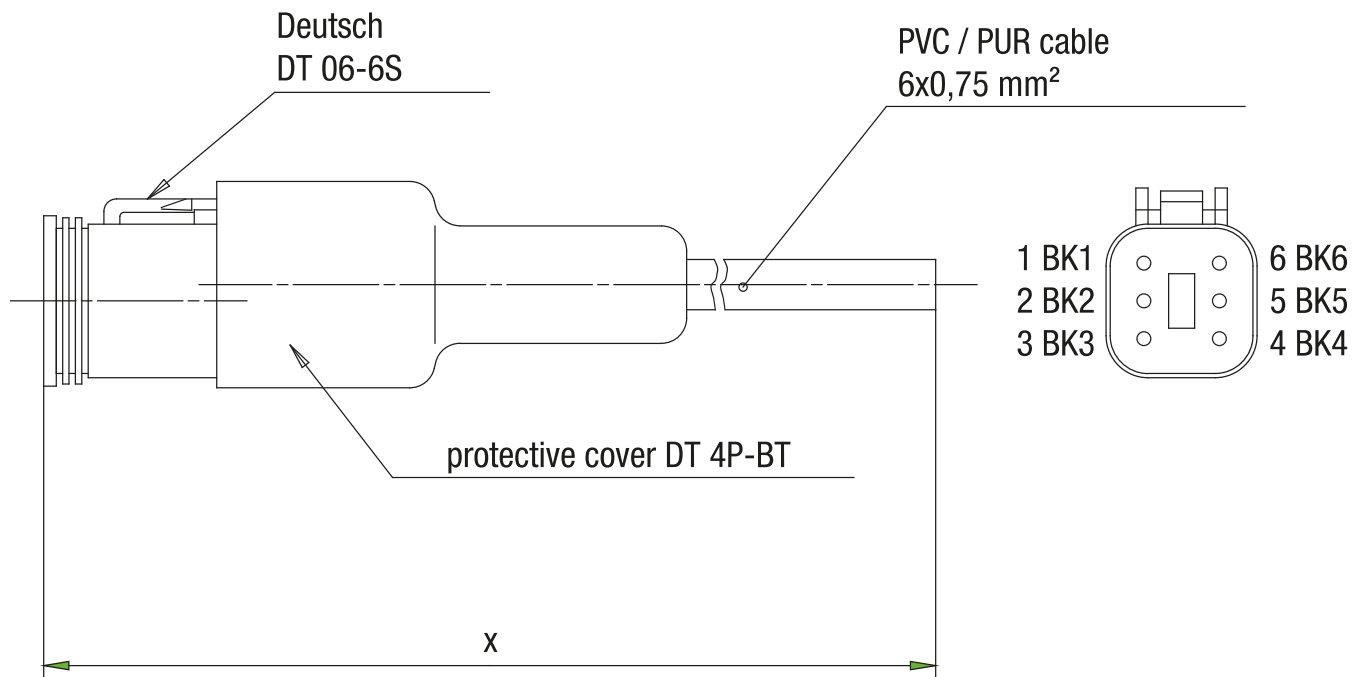 Deutsch
DT 06-6S
PVC / PUR cable
6x0,75 mm²
1 BK1
6 BK6
2 BK2
5 BK5
3 BK3
4 BK4
protective cover DT 4P-BT
x